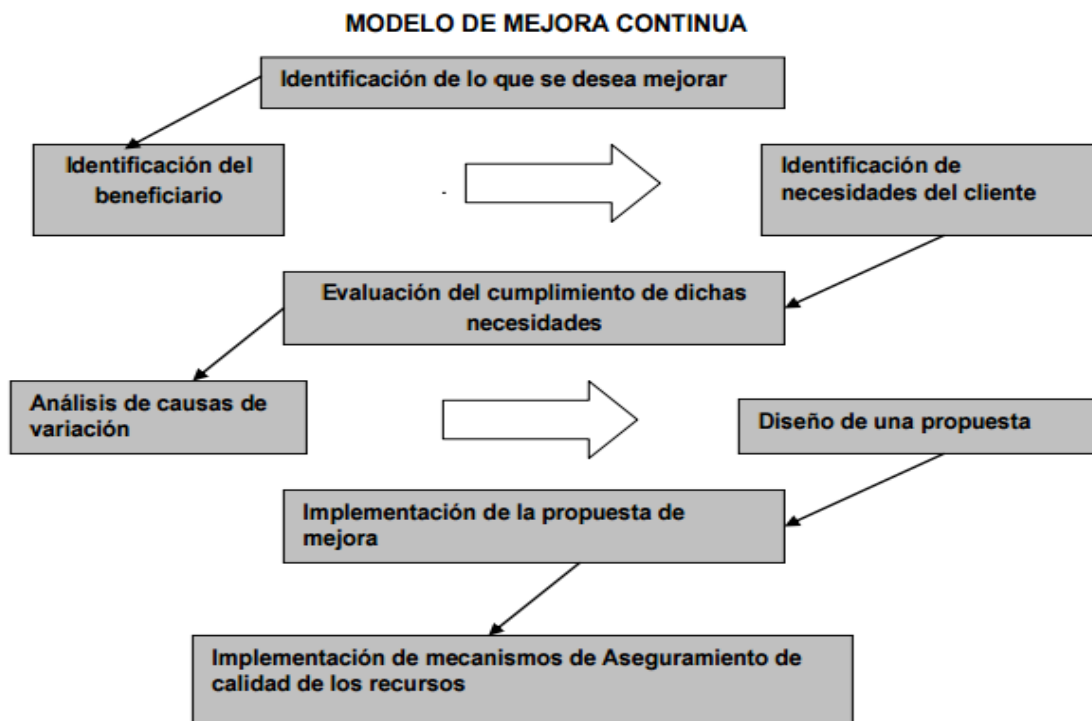 MODELO DE MEJORA CONTINUA
Identificación de lo que se desea mejorar
Identificación del
beneficiario
Identificación de
necesidades del cliente
Evaluación del cumplimiento de dichas
necesidades
Análisis de causas de
variación
Diseño de una propuesta
Implementación de la propuesta de
mejora
Implementación de mecanismos de Aseguramiento de
calidad de los recursos